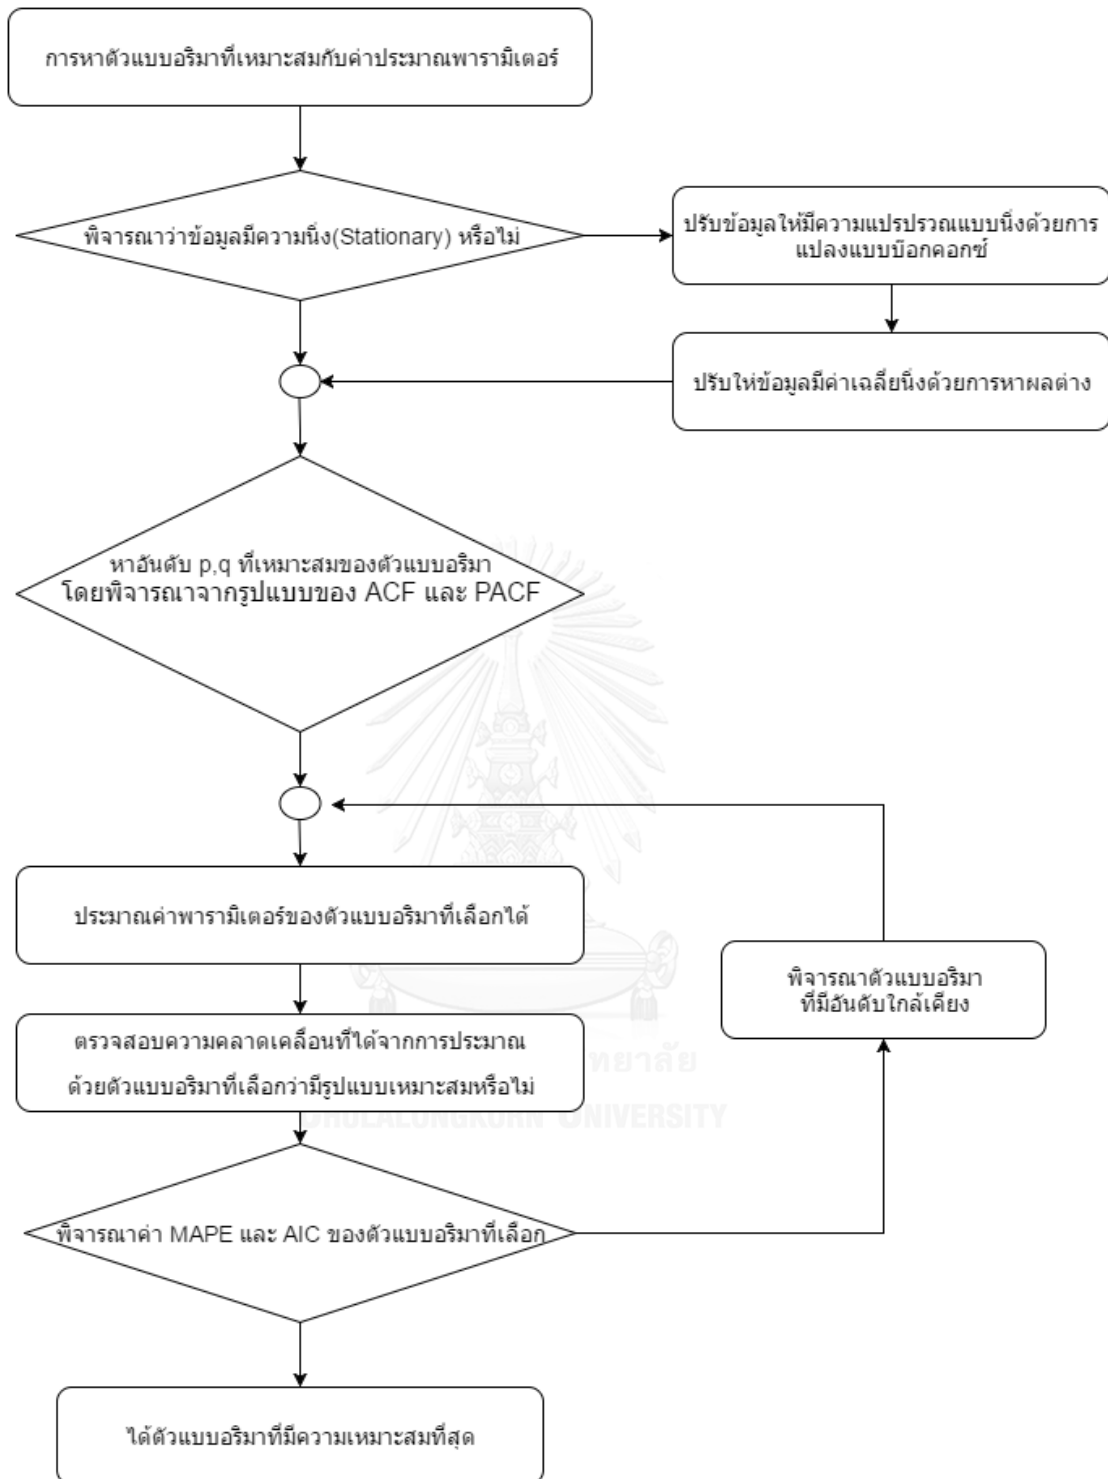 การหาตัวแบบอริมาที่เหมาะสมกับค่าประมาณพารามิเตอร์
พิจารณาว่าข้อมูลมีความนิ่ง(Stationary) หรือไม่
ปรับข้อมูลให้มีความแปรปรวณแบบนิ่งด้วยการ
แปลงแบบบ๊อกคอกซ์
ปรับให้ข้อมูลมีค่าเฉลี่ยนิ่งด้วยการหาผลต่าง
หาอันดับ p,q ที่เหมาะสมของตัวแบบอริมา
โดยพิจารณาจากรูปแบบของ ACF และ PACF
ประมาณค่าพารามิเตอร์ของตัวแบบอริมาที่เลือกได้
พิจารณาตัวแบบอริมา
ที่มีอันดับใกล้เคียง
ตรวจสอบความคลาดเคลื่อนที่ได้จากการประมาณ
ด้วยตัวแบบอริมาที่เลือกว่ามีรูปแบบเหมาะสมหรือไม่
ทยาลัย
CHULALONGKORN UNIVERSITY
พิจารณาค่า MAPE และ AIC ของตัวแบบอริมาที่เลือก
ได้ตัวแบบอริมาที่มีความเหมาะสมที่สุด